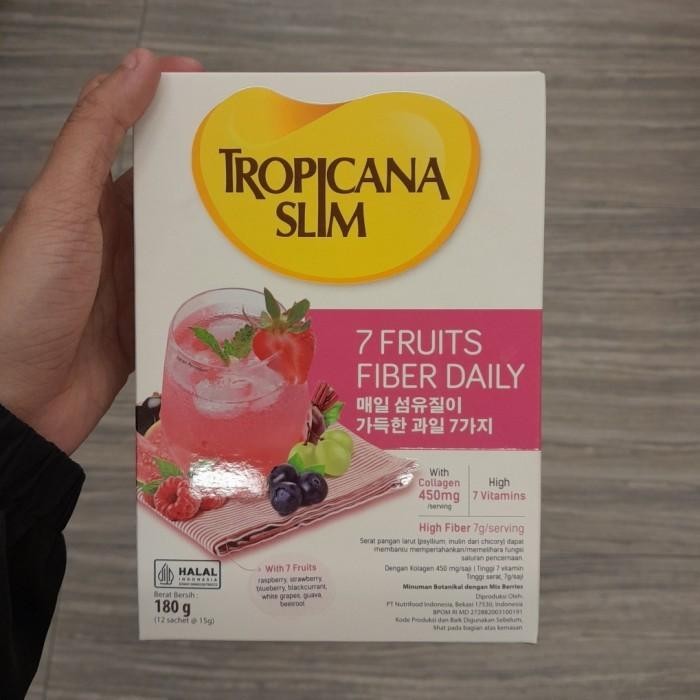 TROPICANA
SLIM
7 FRUITS
FIBER DAILY
매일 섬유질이
가득한 과일 7가지
With
Collagen
450mg
/serving
High
7 Vitamins
High Fiber 7g/serving
Serat pangan larut (psyllium, inulin dari chicory) dapat
membantu mempertahankan/memelihara fungsi
saluran pencernaan.
Dengan Kolagen 450 mg/saji | Tinggi 7 vitamin
Tinggi serat, 7g/saji
Minuman Botanikal dengan Mix Berries
Diproduksi Oleh:
PT Nutrifood Indonesia, Bekasi 17530, Indonesia
BPOM RI MD 272882003100191
Kode Produksi dan Baik Digunakan Sebelum,
lihat pada bagian atas kemasan
With 7 Fruits
raspberry, strawberry,
blueberry, blackcurrant,
white grapes, guava,
beetroot
HALAL
INDONESIA
Berat Bersih :
180 g
(12 sachet @ 15g)